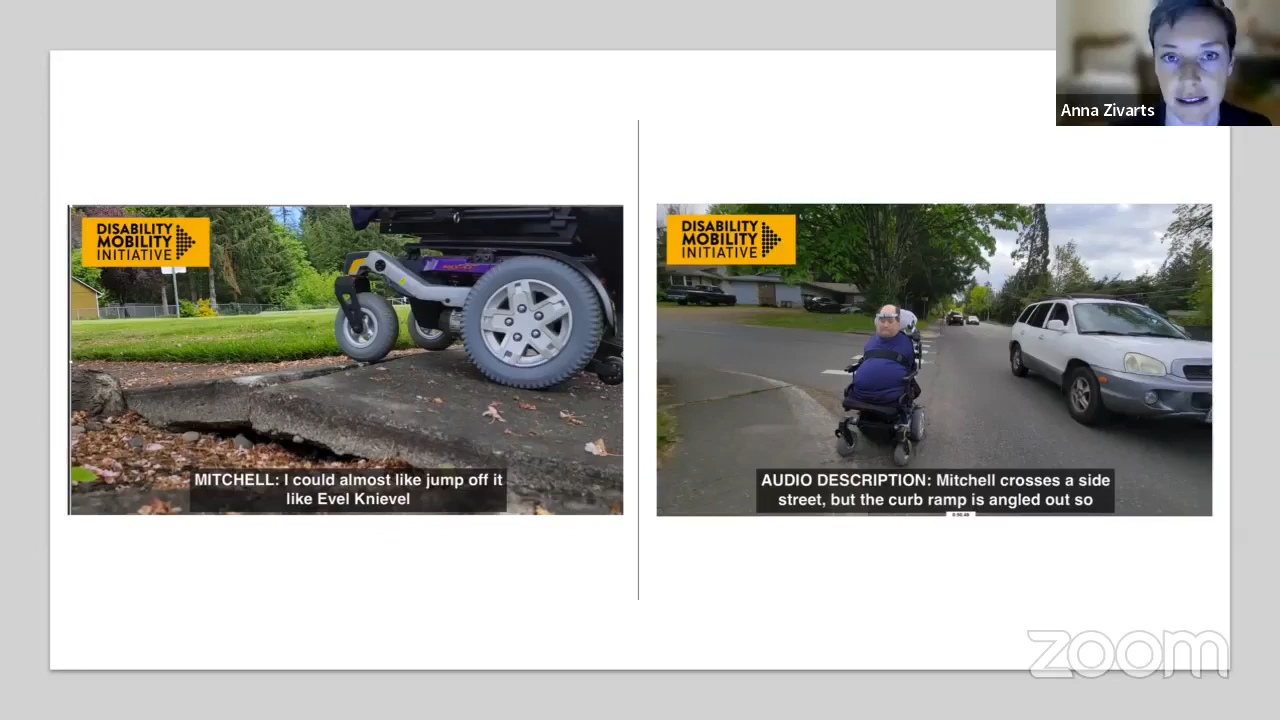 Anna Zivarts
DISABILITY
MOBILITY
INITIATIVE
MITCHELL: I could almost like jump off it
like Evel Knievel
DISABILITY
MOBILITY
INITIATIVE
AUDIO DESCRIPTION: Mitchell crosses a side
street, but the curb ramp is angled out so
zoom